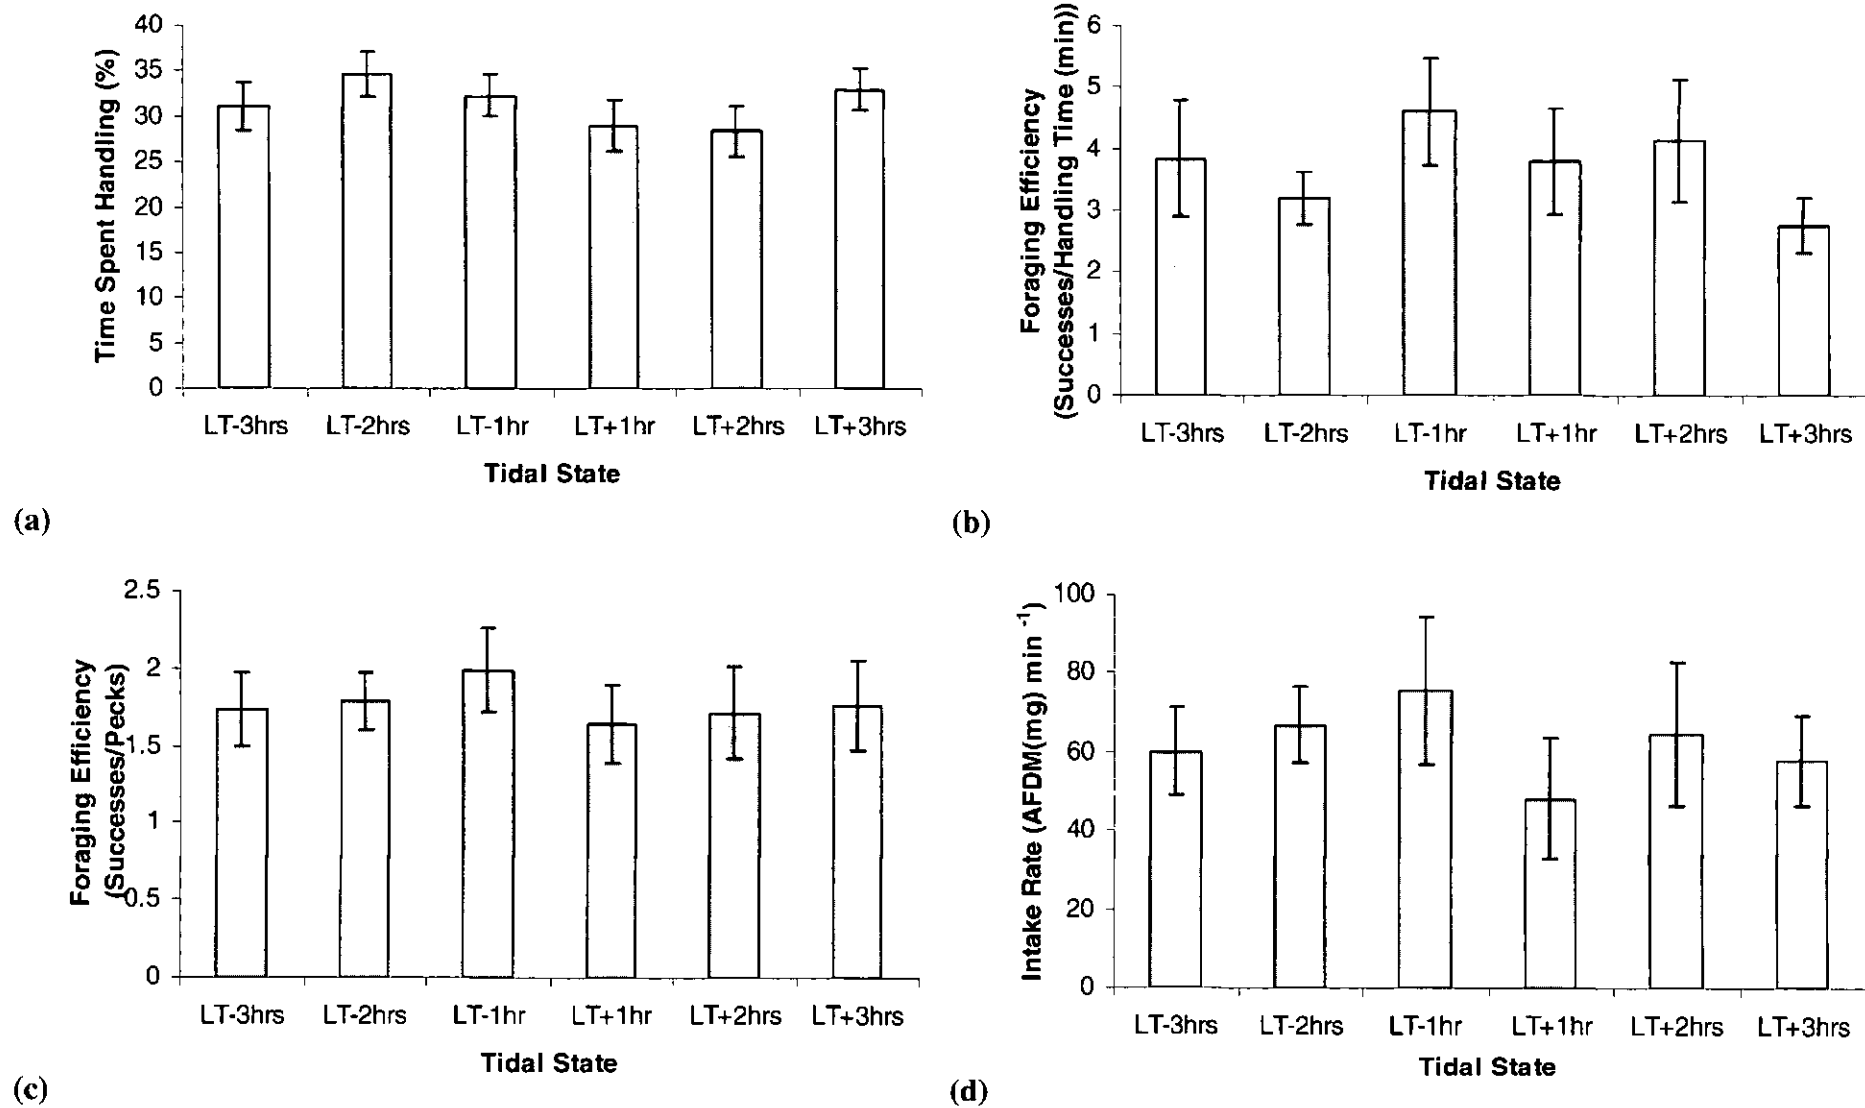 40
35
30
25
20
15
10
5
0
Time Spent Handling (%)
LT-3hrs LT-2hrs LT-1hr LT+1hr LT+2hrs LT+3hrs
Tidal State
(a)
6
5
4
3
2
1
0
Foraging Efficiency
(Successes/Handling Time (min))
LT-3hrs LT-2hrs LT-1hr LT+1hr LT+2hrs LT+3hrs
Tidal State
(b)
2.5
2
1.5
1
0.5
0
Foraging Efficiency
(Successes/Pecks)
LT-3hrs LT-2hrs LT-1hr LT+1hr LT+2hrs LT+3hrs
Tidal State
(c)
100
80
60
40
20
0
Intake Rate (AFDM(mg) min -1)
LT-3hrs LT-2hrs LT-1hr LT+1hr LT+2hrs LT+3hrs
Tidal State
(d)